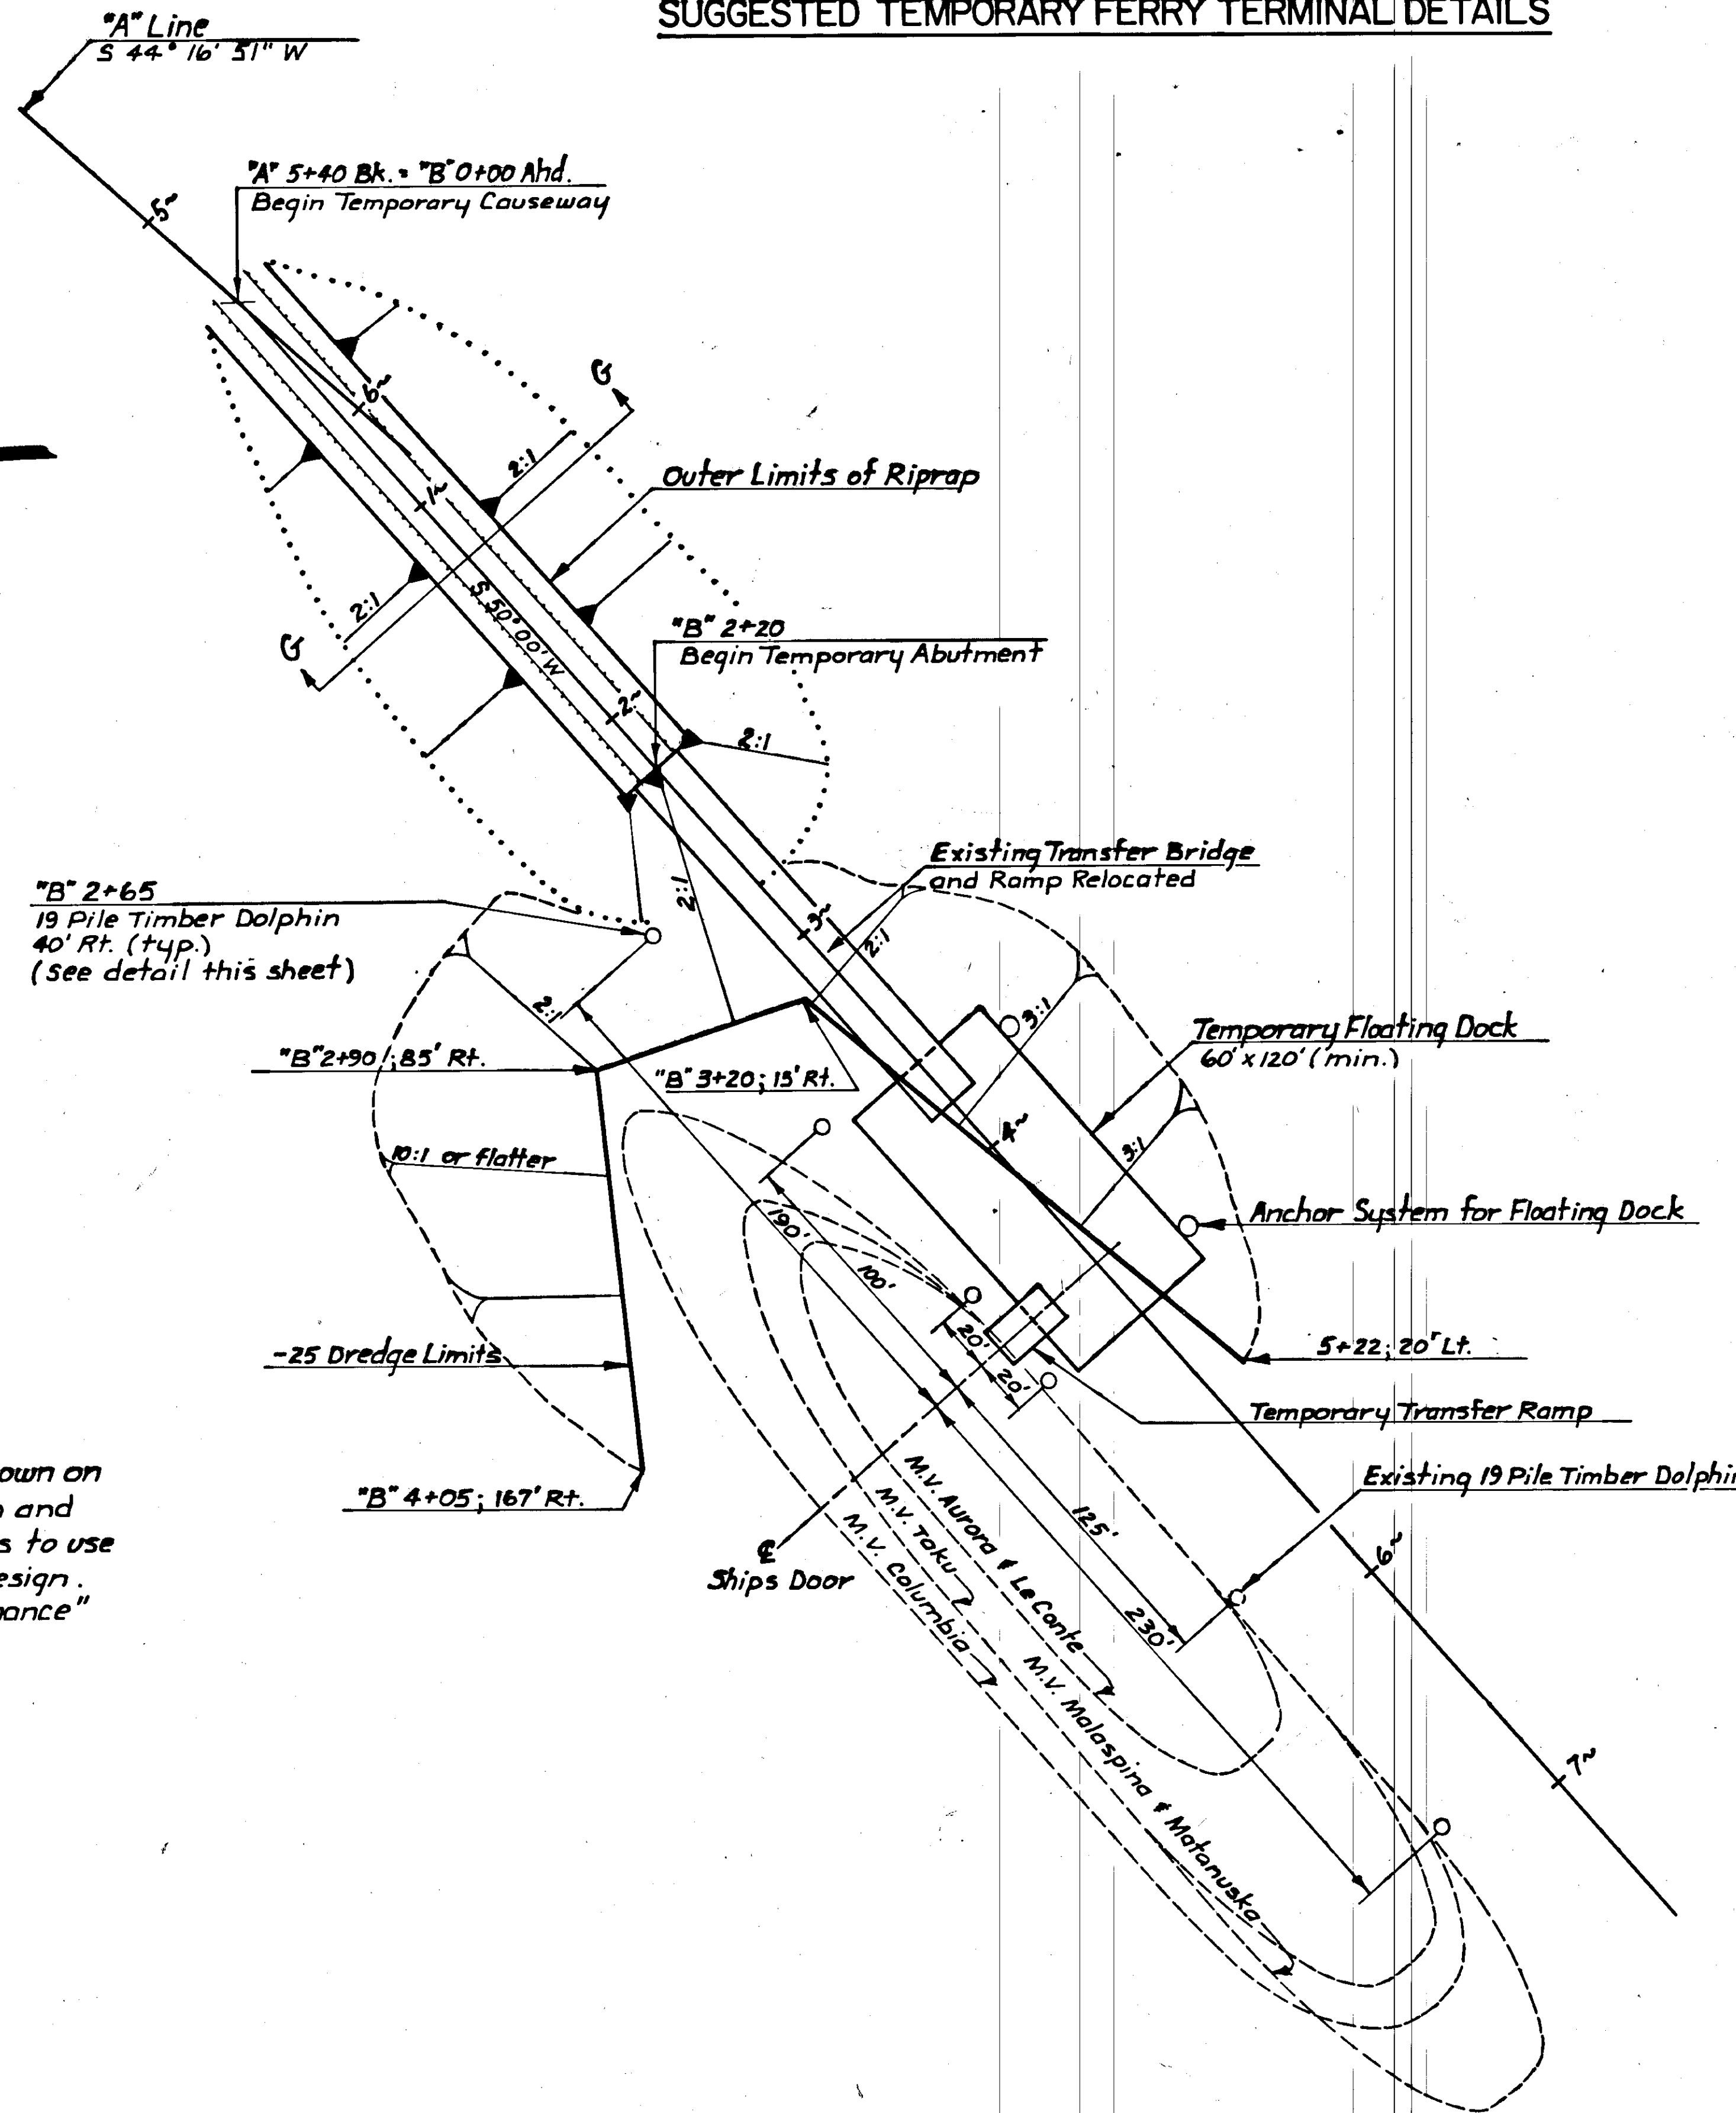 SUGGESTED TEMPORARY FERRY TERMINAL DETAILS
"A" Line
S 44° 16' 51" W
"A" 5+40 Bk. = "B" 0+00 Ahd.
Begin Temporary Causeway
5
6
G
2:1
Outer Limits of Riprap
1
2:1
S 50° 00' W
G
"B" 2+20
Begin Temporary Abutment
2
2:1
Existing Transfer Bridge
and Ramp Relocated
"B" 2+65
19 Pile Timber Dolphin
40' Rt. (typ.)
(See detail this sheet)
2:1
3
2:1
2:1
3:1
Temporary Floating Dock
60' x 120' (min.)
"B" 2+90; 85' Rt.
"B" 3+20; 15' Rt.
4
3:1
10:1 or flatter
Anchor System for Floating Dock
190'
100'
20'
20'
-25 Dredge Limits
5+22; 20' Lt.
Temporary Transfer Ramp
Existing 19 Pile Timber Dolphin
own on
and
s to use
esign.
ance"
"B" 4+05; 167' Rt.
M.V. Aurora & Le Conte
M.V. Taku
M.V. Columbia
125'
6
℄
Ships Door
230'
M.V. Malaspina & Matanuska
7